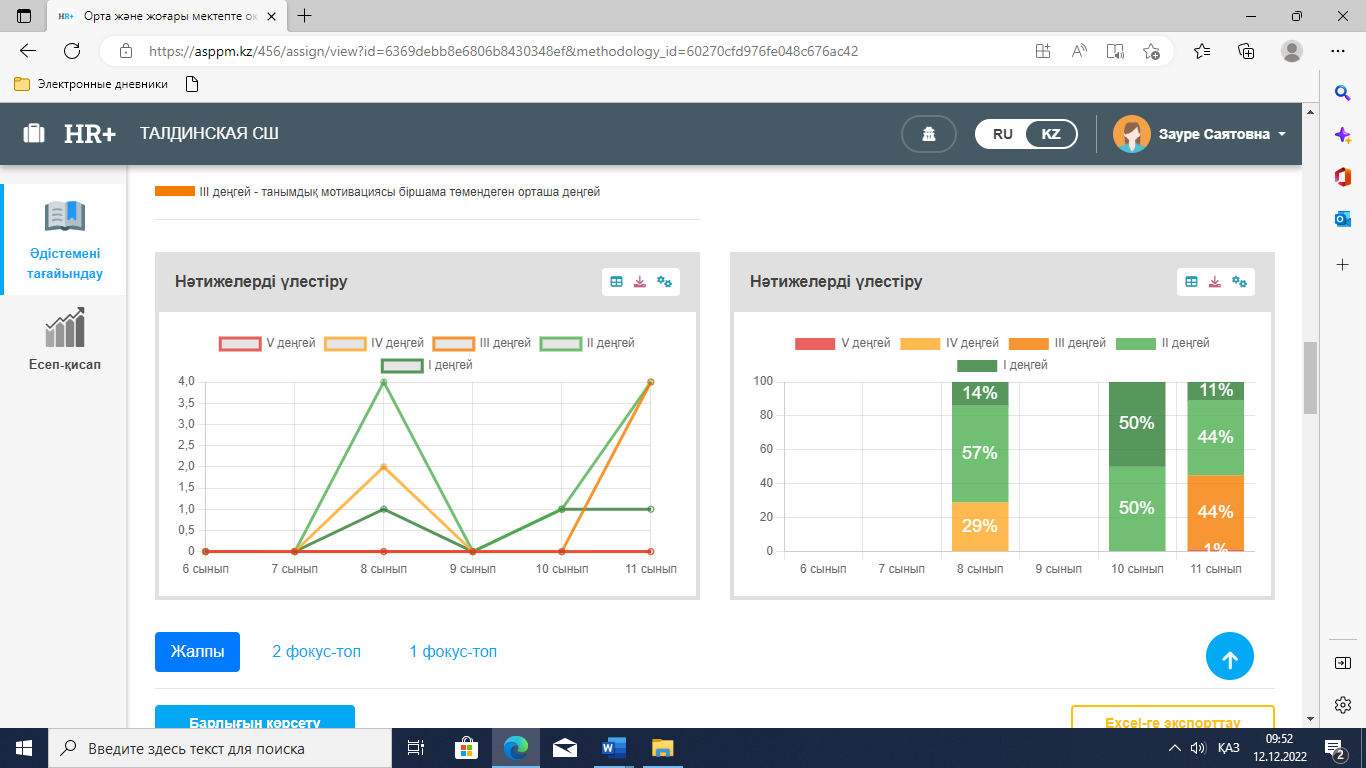 Орта және жоғары мектепте ок
https://asppm.kz/456/assign/view?id=6369debb8e6806b8430348ef&methodology_id=60270cfd976fe048c676ac42
Электронные дневники
HR+ ТАЛДИНСКАЯ СШ
RU KZ
Зауре Саятовна
III деңгей - танымдық мотивациясы біршама төмендеген орташа деңгей
Әдістемені
тағайындау
Есеп-қисап
Нәтижелерді үлестіру
V деңгей IV деңгей III деңгей II деңгей
I деңгей
4,0
3,5
3,0
2,5
2,0
1,5
1,0
0,5
0
6 сынып 7 сынып 8 сынып 9 сынып 10 сынып 11 сынып
Нәтижелерді үлестіру
V деңгей IV деңгей III деңгей II деңгей
I деңгей
100
80
60
40
20
0
14%
57%
29%
50%
50%
11%
44%
44%
1%
6 сынып 7 сынып 8 сынып 9 сынып 10 сынып 11 сынып
Жалпы 2 фокус-топ 1 фокус-топ
Барлығын көрсету
Excel-ге экспорттау
Введите здесь текст для поиска
ҚАЗ
09:52
12.12.2022
2